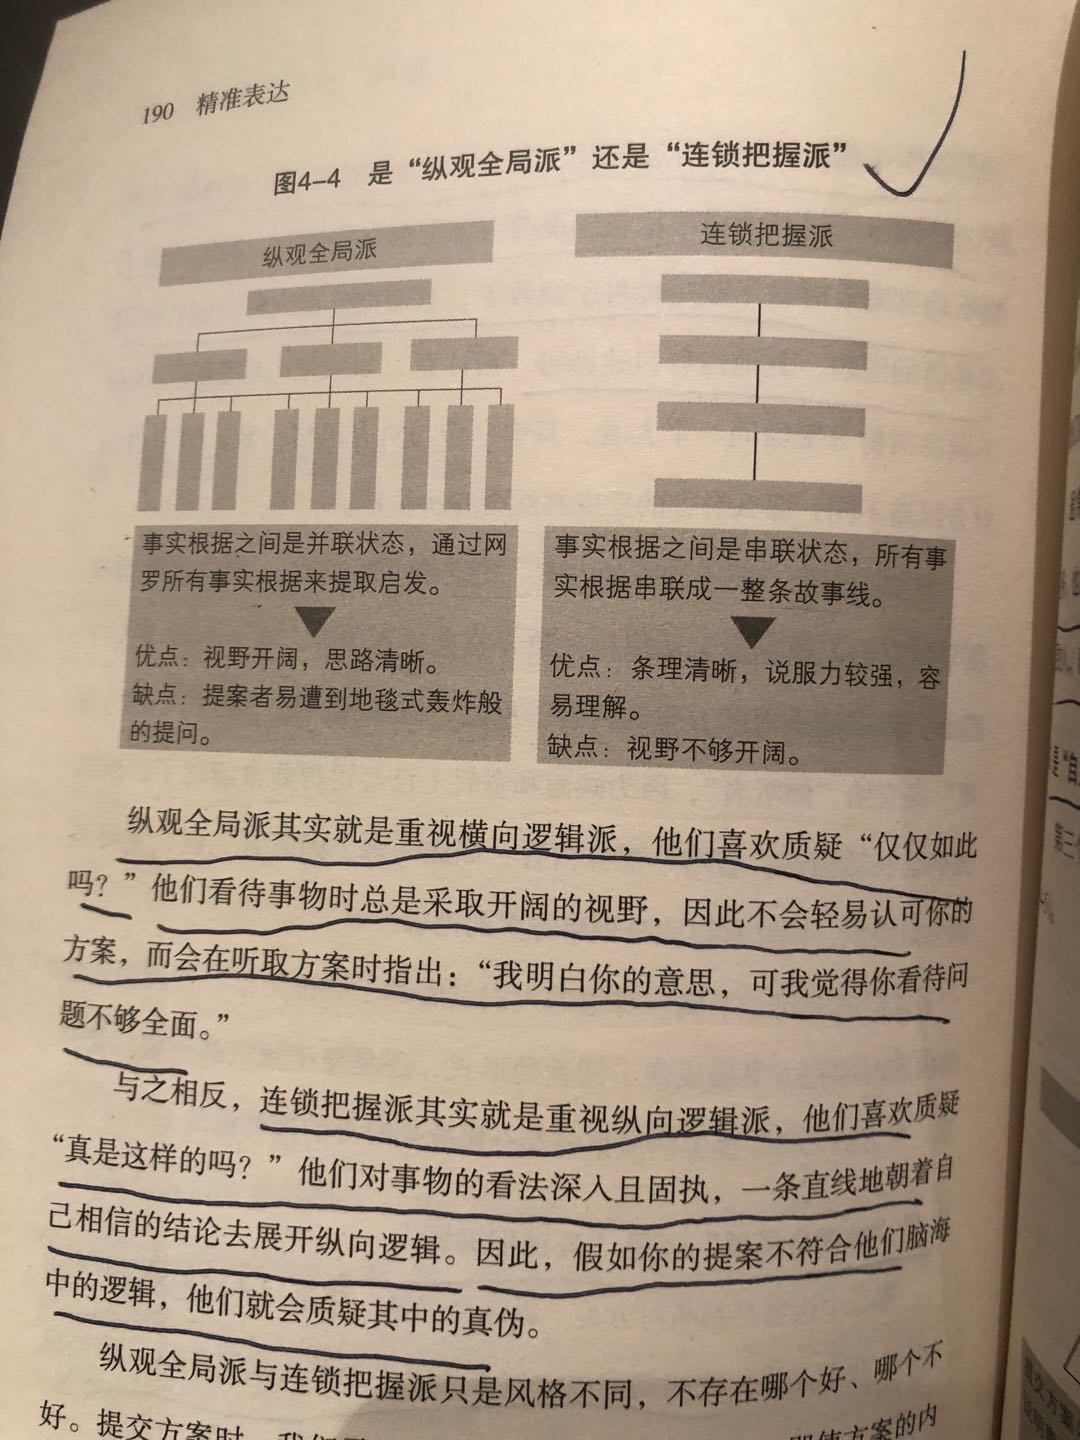 190 精准表达
图4-4 是“纵观全局派”还是“连锁把握派”
纵观全局派
事实根据之间是并联状态，通过网
罗所有事实根据来提取启发。
优点：视野开阔，思路清晰。
缺点：提案者易遭到地毯式轰炸般
的提问。
连锁把握派
事实根据之间是串联状态，所有事
实根据串联成一整条故事线。
优点：条理清晰，说服力较强，容
易理解。
缺点：视野不够开阔。
纵观全局派其实就是重视横向逻辑派，他们喜欢质疑“仅仅如此
吗？”他们看待事物时总是采取开阔的视野，因此不会轻易认可你的
方案，而会在听取方案时指出：“我明白你的意思，可我觉得你看待问
题不够全面。”
与之相反，连锁把握派其实就是重视纵向逻辑派，他们喜欢质疑
“真是这样的吗？”他们对事物的看法深入且固执，一条直线地朝着自
己相信的结论去展开纵向逻辑。因此，假如你的提案不符合他们脑海
中的逻辑，他们就会质疑其中的真伪。
纵观全局派与连锁把握派只是风格不同，不存在哪个好、哪个不
好。提交方案时，我们 即使方案的内